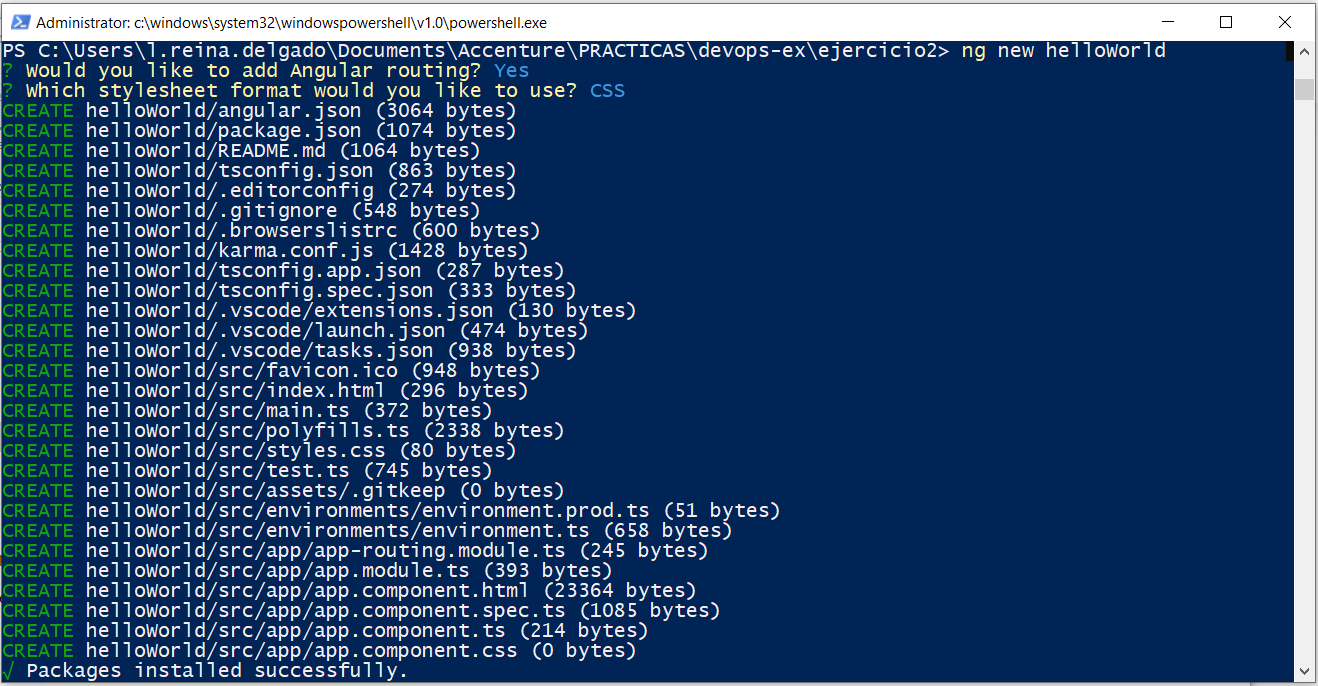 Administrator: c:\windows\system32\windowspowershell\v1.0\powershell.exe
PS C:\Users\l.reina.delgado\Documents\Accenture\PRACTICAS\devops-ex\ejercicio2> ng new helloWorld
? Would you like to add Angular routing? Yes
? Which stylesheet format would you like to use? CSS
CREATE helloWorld/angular.json (3064 bytes)
CREATE helloWorld/package.json (1074 bytes)
CREATE helloWorld/README.md (1064 bytes)
CREATE helloWorld/tsconfig.json (863 bytes)
CREATE helloWorld/.editorconfig (274 bytes)
CREATE helloWorld/.gitignore (548 bytes)
CREATE helloWorld/.browserslistrc (600 bytes)
CREATE helloWorld/karma.conf.js (1428 bytes)
CREATE helloWorld/tsconfig.app.json (287 bytes)
CREATE helloWorld/tsconfig.spec.json (333 bytes)
CREATE helloWorld/.vscode/extensions.json (130 bytes)
CREATE helloWorld/.vscode/launch.json (474 bytes)
CREATE helloWorld/.vscode/tasks.json (938 bytes)
CREATE helloWorld/src/favicon.ico (948 bytes)
CREATE helloWorld/src/index.html (296 bytes)
CREATE helloWorld/src/main.ts (372 bytes)
CREATE helloWorld/src/polyfills.ts (2338 bytes)
CREATE helloWorld/src/styles.css (80 bytes)
CREATE helloWorld/src/test.ts (745 bytes)
CREATE helloWorld/src/assets/.gitkeep (0 bytes)
CREATE helloWorld/src/environments/environment.prod.ts (51 bytes)
CREATE helloWorld/src/environments/environment.ts (658 bytes)
CREATE helloWorld/src/app/app-routing.module.ts (245 bytes)
CREATE helloWorld/src/app/app.module.ts (393 bytes)
CREATE helloWorld/src/app/app.component.html (23364 bytes)
CREATE helloWorld/src/app/app.component.spec.ts (1085 bytes)
CREATE helloWorld/src/app/app.component.ts (214 bytes)
CREATE helloWorld/src/app/app.component.css (0 bytes)
√ Packages installed successfully.